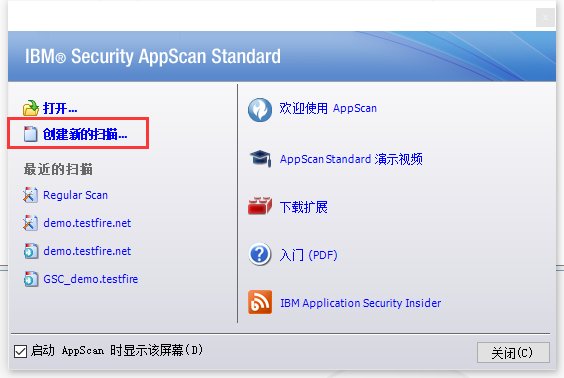 IBM® Security AppScan Standard
打开...
创建新的扫描...
最近的扫描
Regular Scan
demo.testfire.net
demo.testfire.net
GSC_demo.testfire
欢迎使用 AppScan
AppScan Standard 演示视频
下载扩展
入门 (PDF)
IBM Application Security Insider
启动 AppScan 时显示该屏幕(D)
关闭(C)